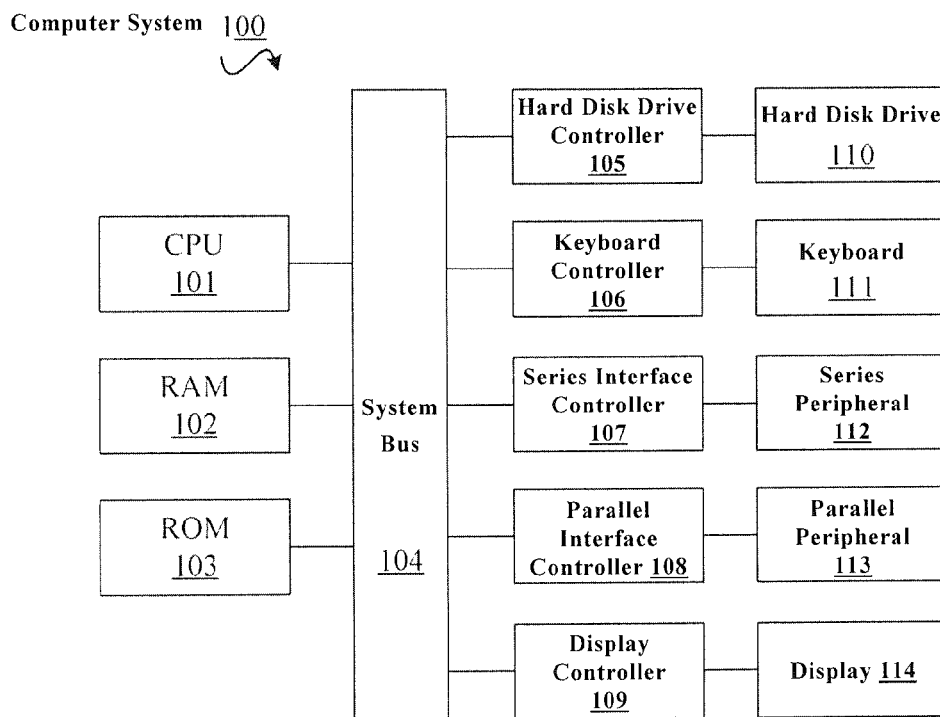 Computer System 100
Hard Disk Drive
Controller
105
Hard Disk Drive
110
CPU
101
Keyboard
Controller
106
Keyboard
111
RAM
102
System
Bus
104
Series Interface
Controller
107
Series
Peripheral
112
ROM
103
Parallel
Interface
Controller 108
Parallel
Peripheral
113
Display
Controller
109
Display 114